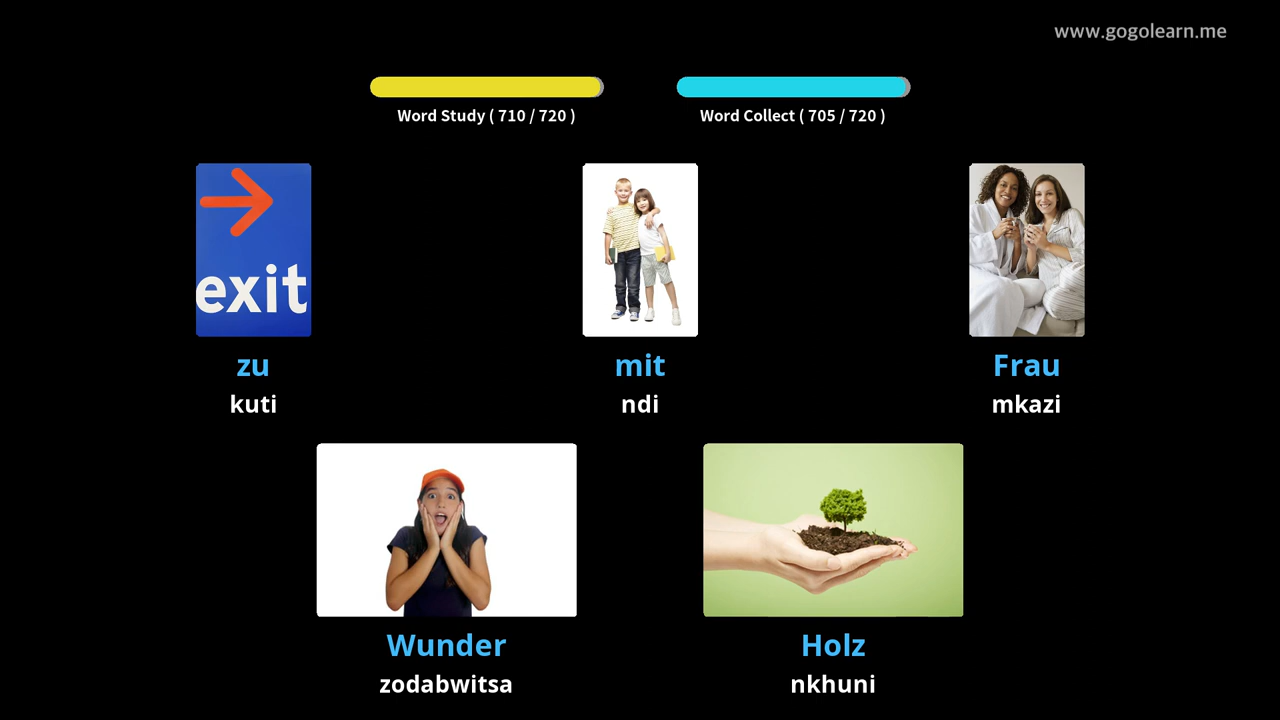 www.gogolearn.me
Word Study ( 710 / 720 )
Word Collect ( 705 / 720 )
exit
zu
mit
Frau
kuti
ndi
mkazi
Wunder
Holz
zodabwitsa
nkhuni